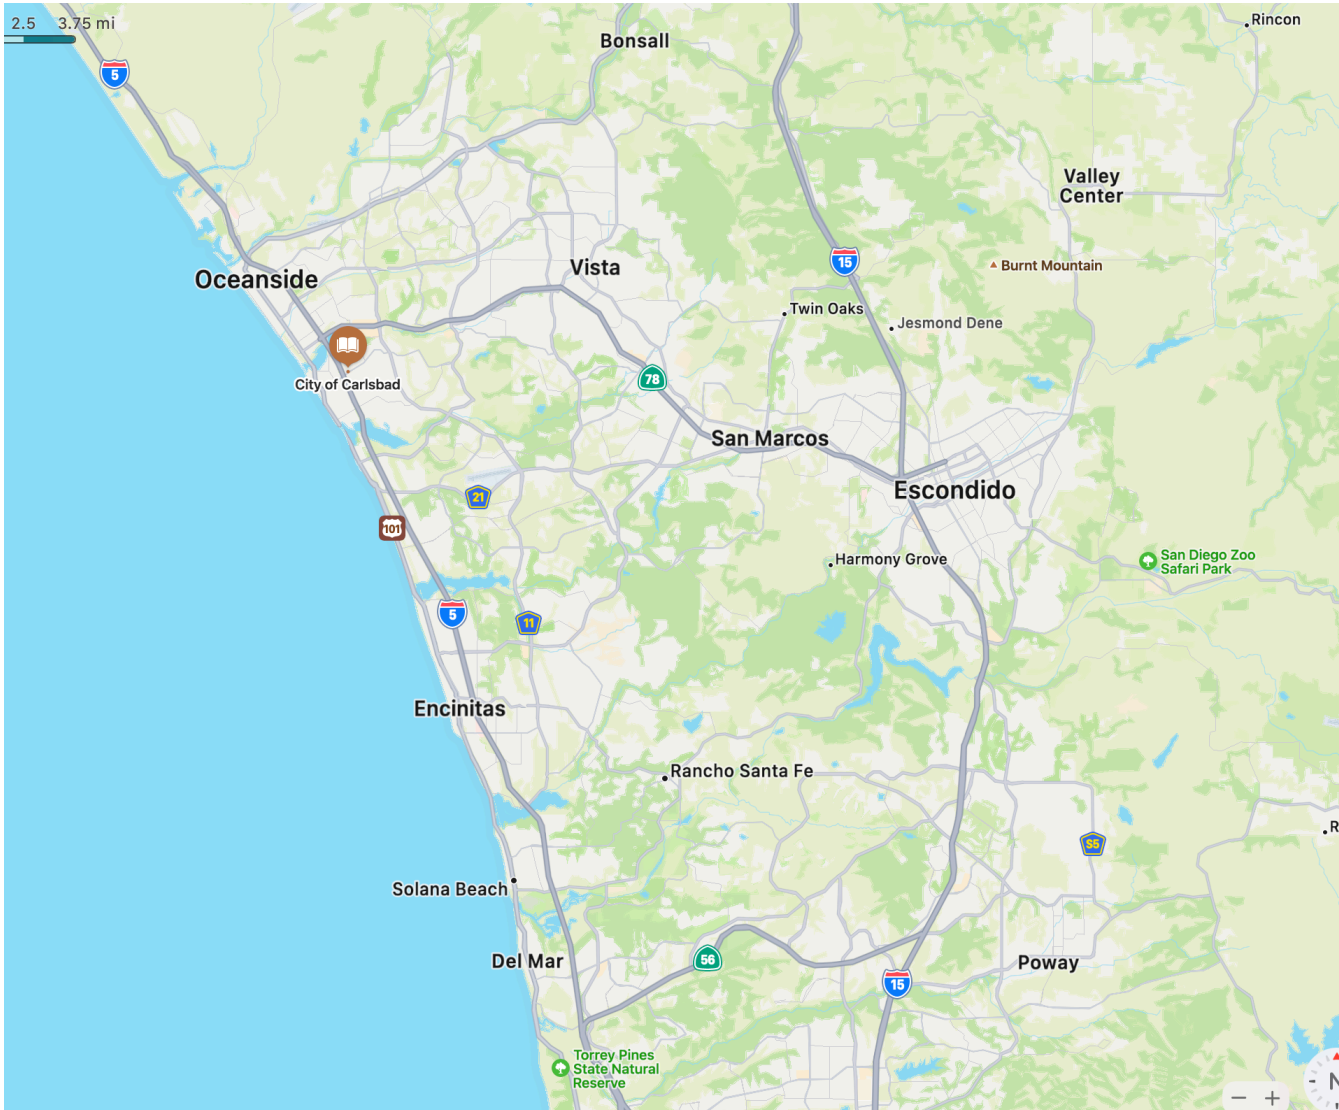 2.5 3.75 mi
Rincon
Bonsall
5
Valley
Center
15
Burnt Mountain
Vista
Oceanside
Twin Oaks
Jesmond Dene
City of Carlsbad
78
San Marcos
Escondido
21
101
San Diego Zoo
Safari Park
Harmony Grove
5
11
Encinitas
Rancho Santa Fe
R
S5
Solana Beach
Del Mar
56
Poway
15
Torrey Pines
State Natural
Reserve
N
− +